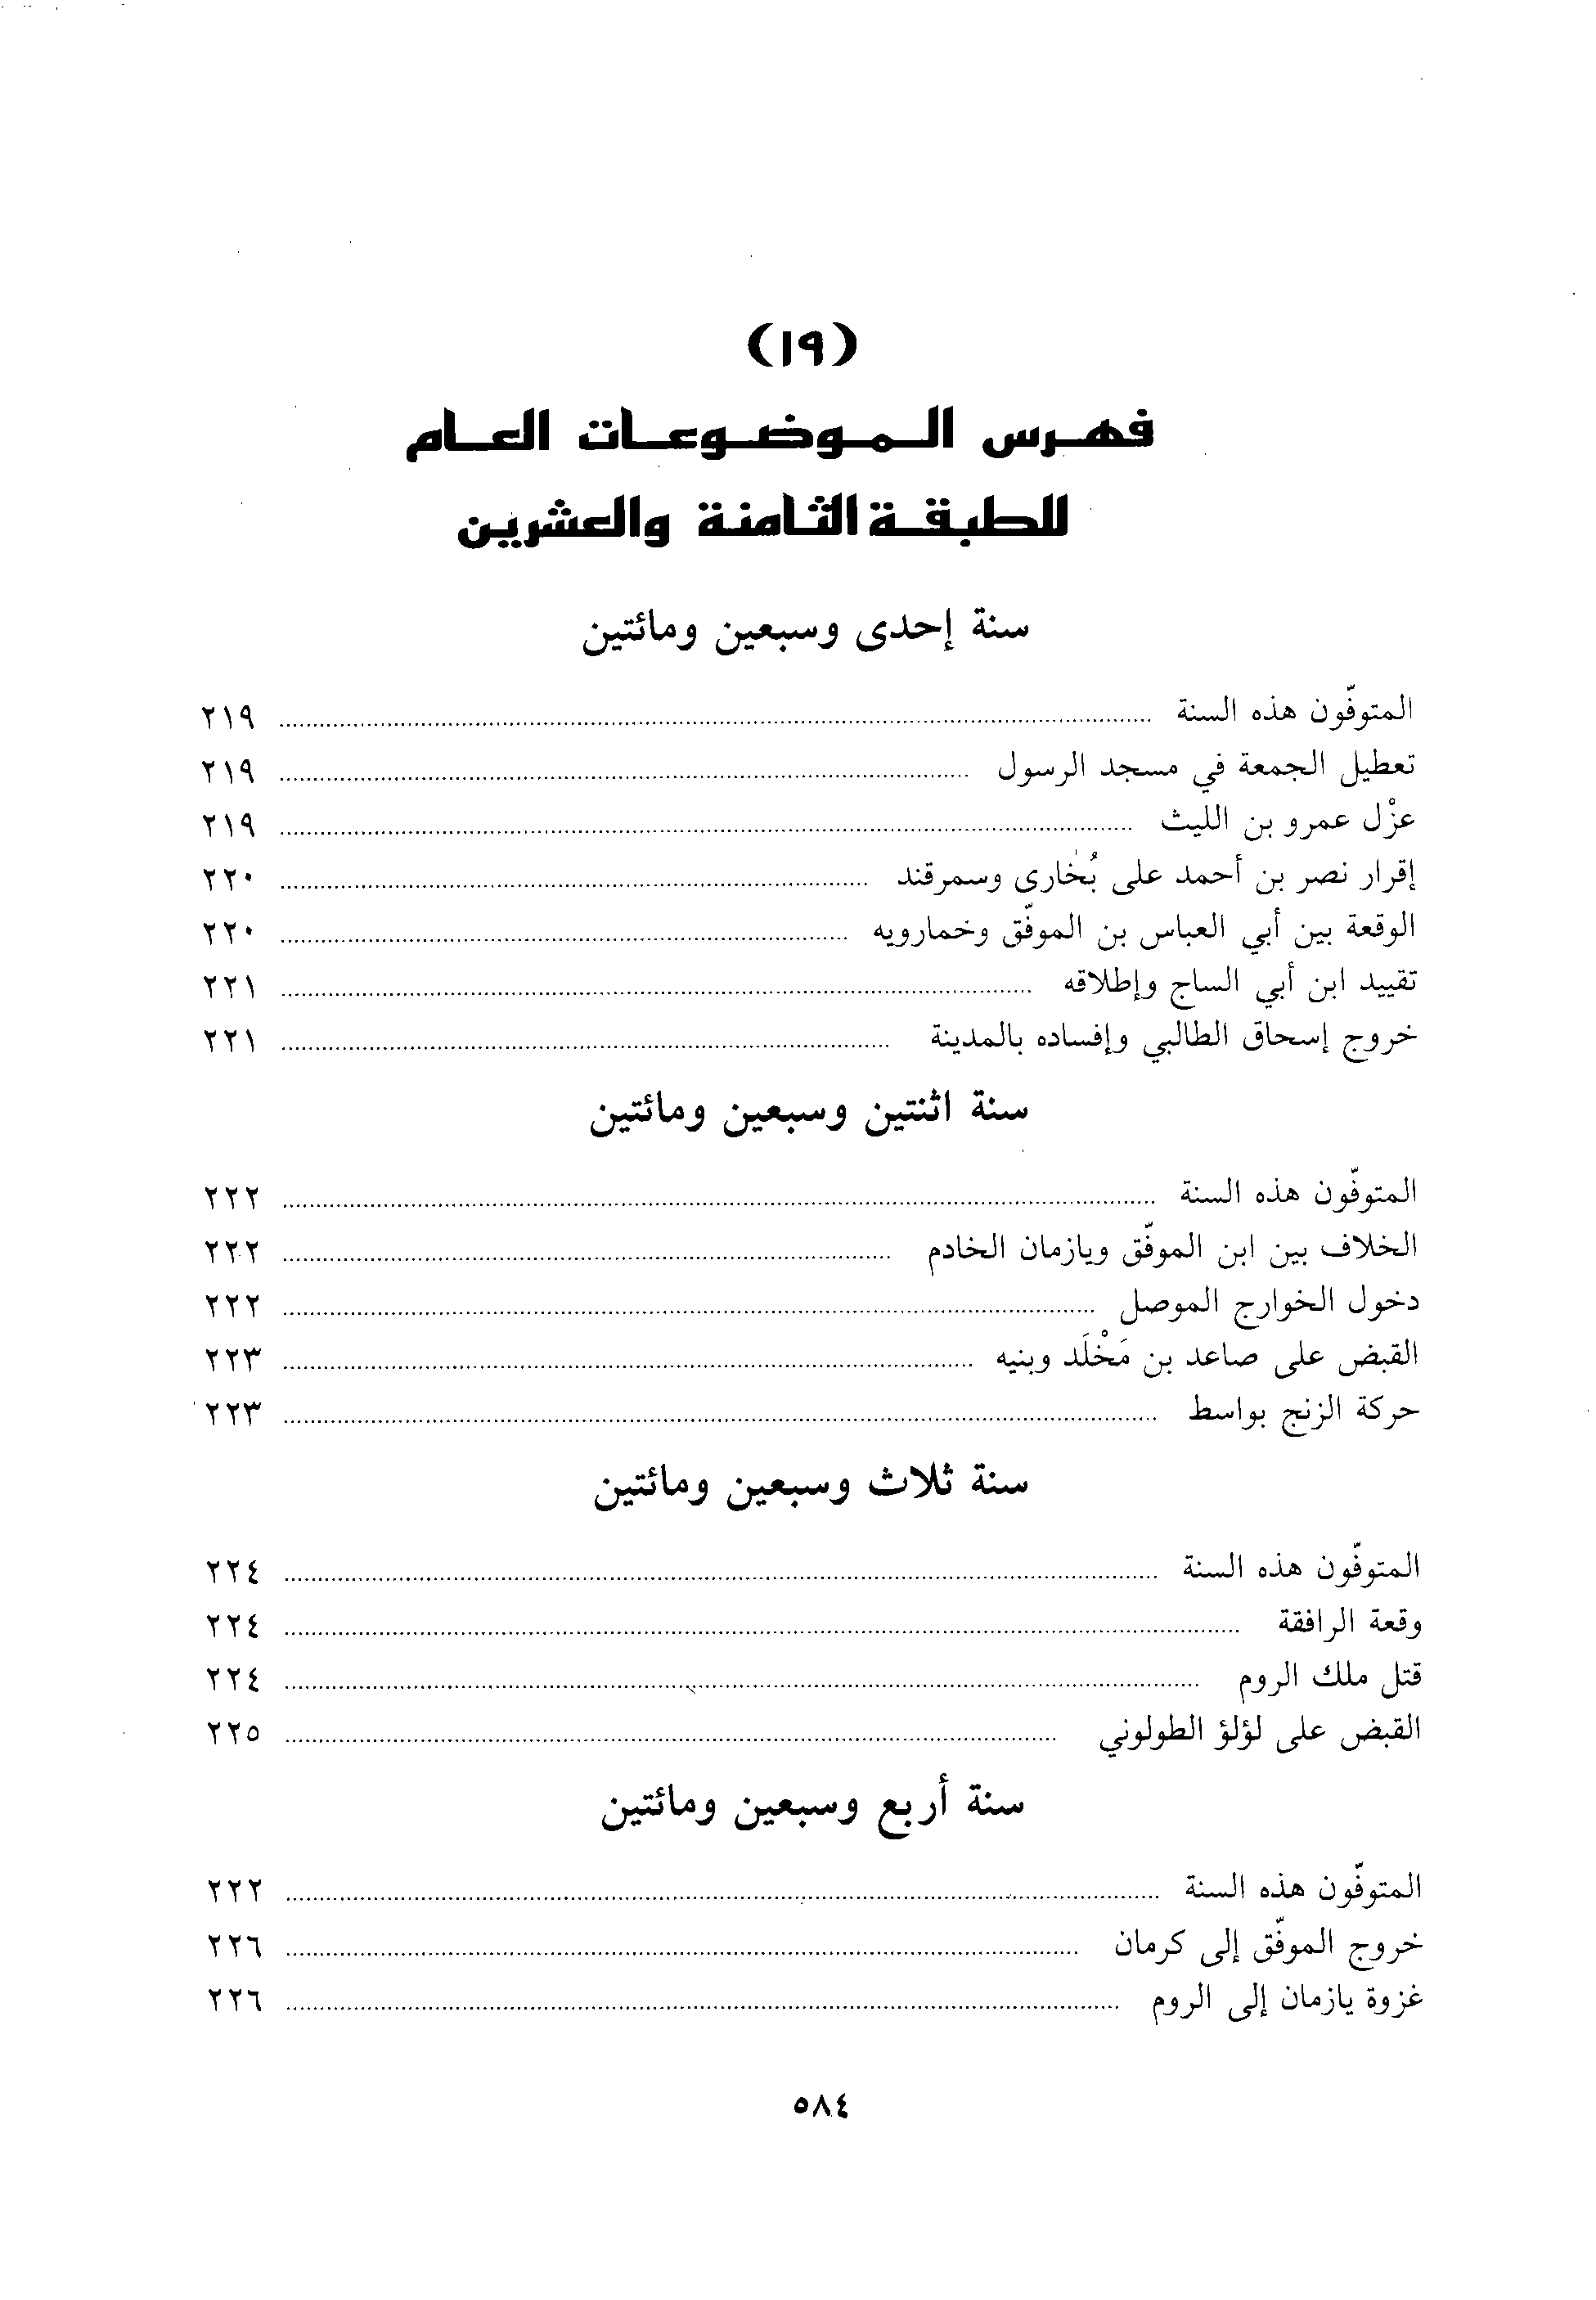 (١٩)
فهرس الموضوعات العام
للطبقة الثامنة والعشرين
سنة إحدى وسبعين ومائتين
المتوفّون هذه السنة ........ ٢١٩
تعطيل الجمعة في مسجد الرسول ........ ٢١٩
عزْل عمرو بن الليث ........ ٢١٩
إقرار نصر بن أحمد على بُخارى وسمرقند ........ ٢٢٠
الوقعة بين أبي العباس بن الموفّق وخمارويه ........ ٢٢٠
تقييد ابن أبي الساج وإطلاقه ........ ٢٢١
خروج إسحاق الطالبي وإفساده بالمدينة ........ ٢٢١
سنة اثنتين وسبعين ومائتين
المتوفّون هذه السنة ........ ٢٢٢
الخلاف بين ابن الموفّق ويازمان الخادم ........ ٢٢٢
دخول الخوارج الموصل ........ ٢٢٢
القبض على صاعد بن مَخْلَد وبنيه ........ ٢٢٣
حركة الزنج بواسط ........ ٢٢٣
سنة ثلاث وسبعين ومائتين
المتوفّون هذه السنة ........ ٢٢٤
وقعة الرافقة ........ ٢٢٤
قتل ملك الروم ........ ٢٢٤
القبض على لؤلؤ الطولوني ........ ٢٢٥
سنة أربع وسبعين ومائتين
المتوفّون هذه السنة ........ ٢٢٢
خروج الموفّق إلى كرمان ........ ٢٢٦
غزوة يازمان إلى الروم ........ ٢٢٦
٥٨٤